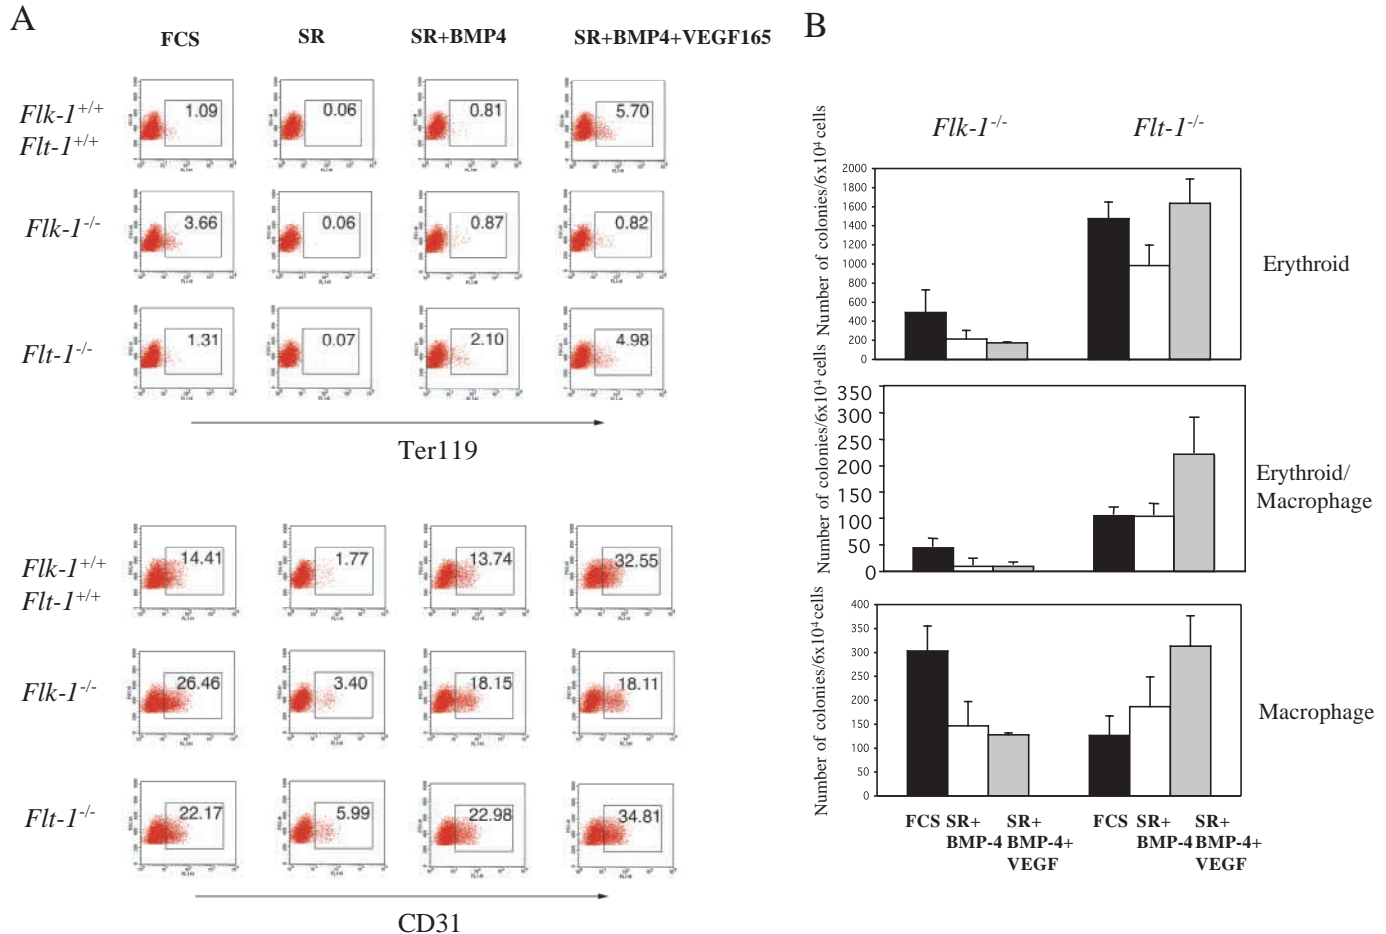 A
FCS SR SR+BMP4 SR+BMP4+VEGF165
Flk-1+/+
Flt-1+/+
1.09 0.06 0.81 5.70
Flk-1-/-
3.66 0.06 0.87 0.82
Flt-1-/-
1.31 0.07 2.10 4.98
Ter119
Flk-1+/+
Flt-1+/+
14.41 1.77 13.74 32.55
Flk-1-/-
26.46 3.40 18.15 18.11
Flt-1-/-
22.17 5.99 22.98 34.81
CD31
B
Flk-1-/- Flt-1-/-
Number of colonies/6x10⁴ cells
2000
1800
1600
1400
1200
1000
800
600
400
200
0
Erythroid
Number of colonies/6x10⁴ cells
350
300
250
200
150
100
50
0
Erythroid/
Macrophage
Number of colonies/6x10⁴ cells
400
350
300
250
200
150
100
50
0
Macrophage
FCS SR+ SR+ FCS SR+ SR+
BMP-4 BMP-4+ BMP-4 BMP-4+
VEGF VEGF